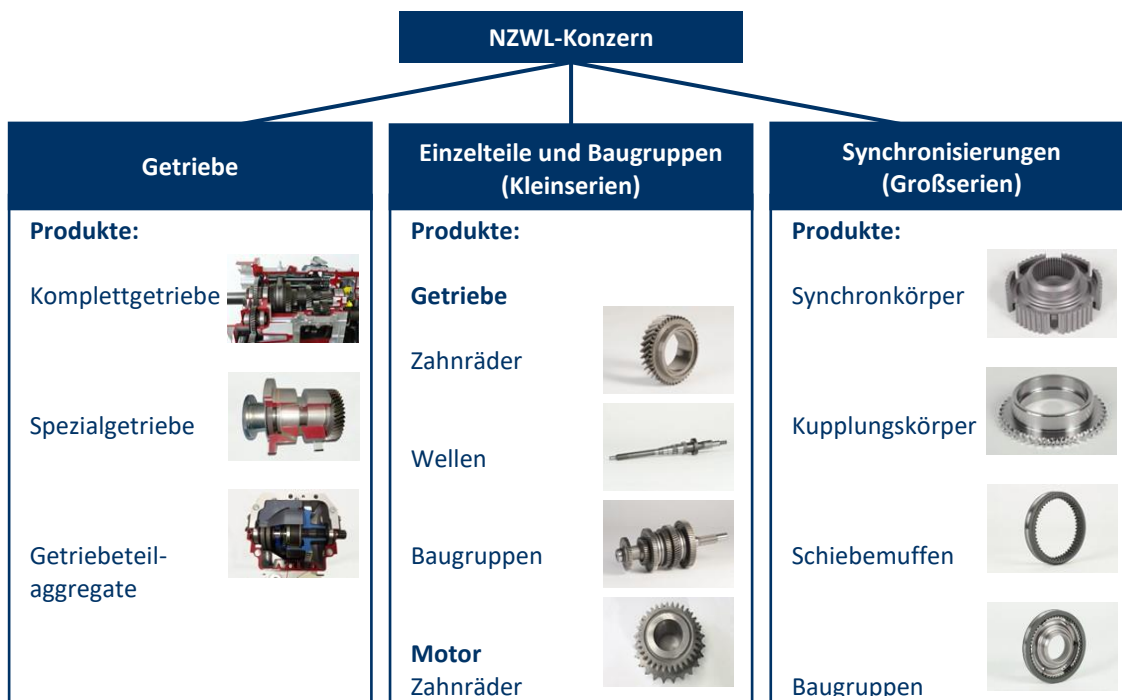 NZWL-Konzern
Getriebe
Produkte:
Komplettgetriebe
Spezialgetriebe
Getriebeteil-
aggregate
Einzelteile und Baugruppen
(Kleinserien)
Produkte:
Getriebe
Zahnräder
Wellen
Baugruppen
Motor
Zahnräder
Synchronisierungen
(Großserien)
Produkte:
Synchronkörper
Kupplungskörper
Schiebemuffen
Baugruppen